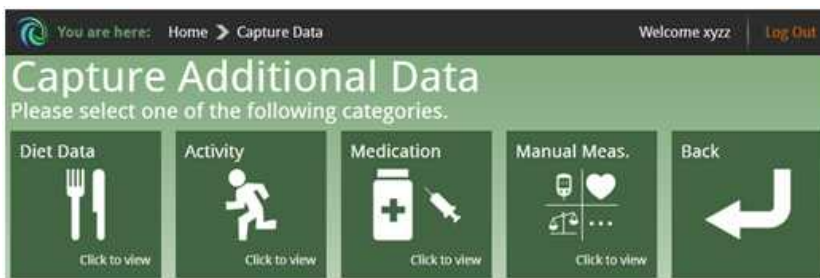 You are here: Home Capture Data Welcome xyzz Log Out
Capture Additional Data
Please select one of the following categories.
Diet Data Activity Medication Manual Meas. Back
Click to view Click to view Click to view Click to view